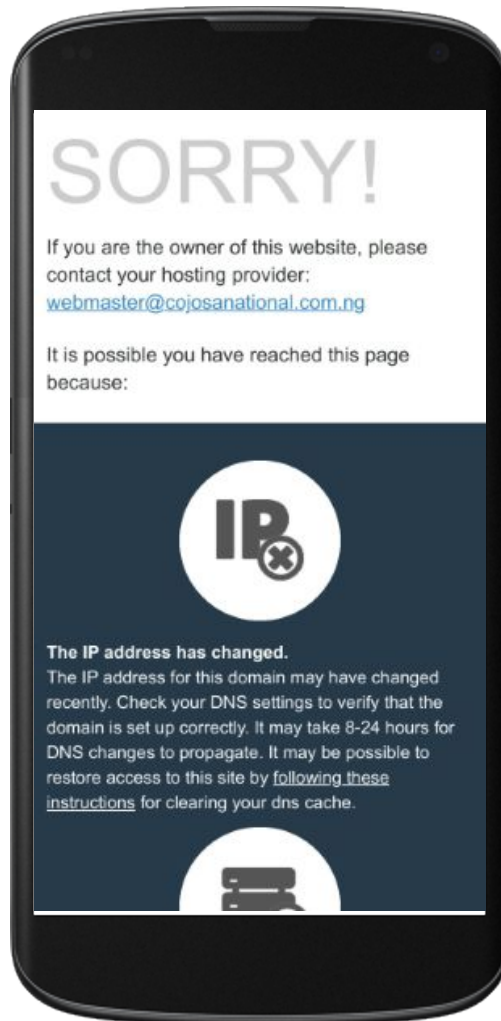 SORRY!
If you are the owner of this website, please
contact your hosting provider:
webmaster@cojosanational.com.ng
It is possible you have reached this page
because:
IP
The IP address has changed.
The IP address for this domain may have changed
recently. Check your DNS settings to verify that the
domain is set up correctly. It may take 8-24 hours for
DNS changes to propagate. It may be possible to
restore access to this site by following these
instructions for clearing your dns cache.